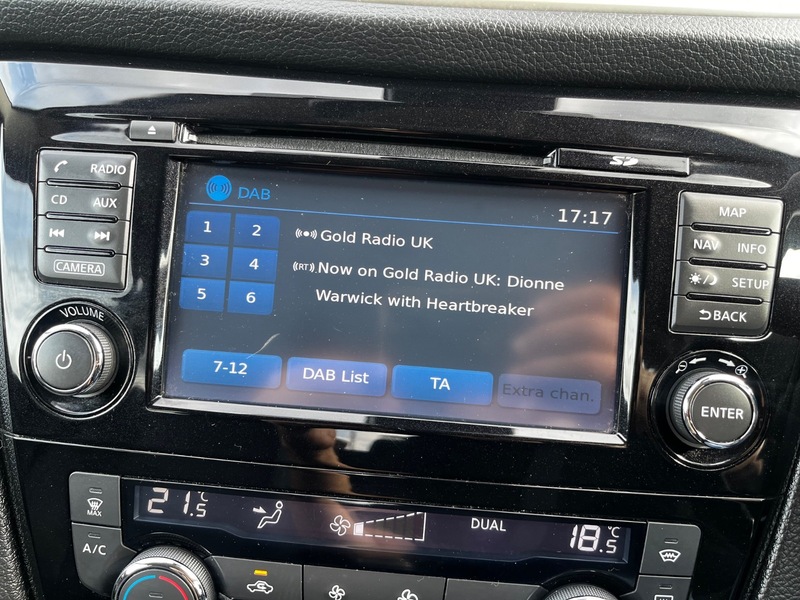 RADIO
CD AUX
CAMERA
VOLUME
SD
DAB
17:17
1 2
3 4
5 6
Gold Radio UK
(RT) Now on Gold Radio UK: Dionne
Warwick with Heartbreaker
7-12 DAB List TA Extra chan.
MAP
NAV INFO
SETUP
BACK
ENTER
MAX
A/C
21.5°C
DUAL
18.5°C